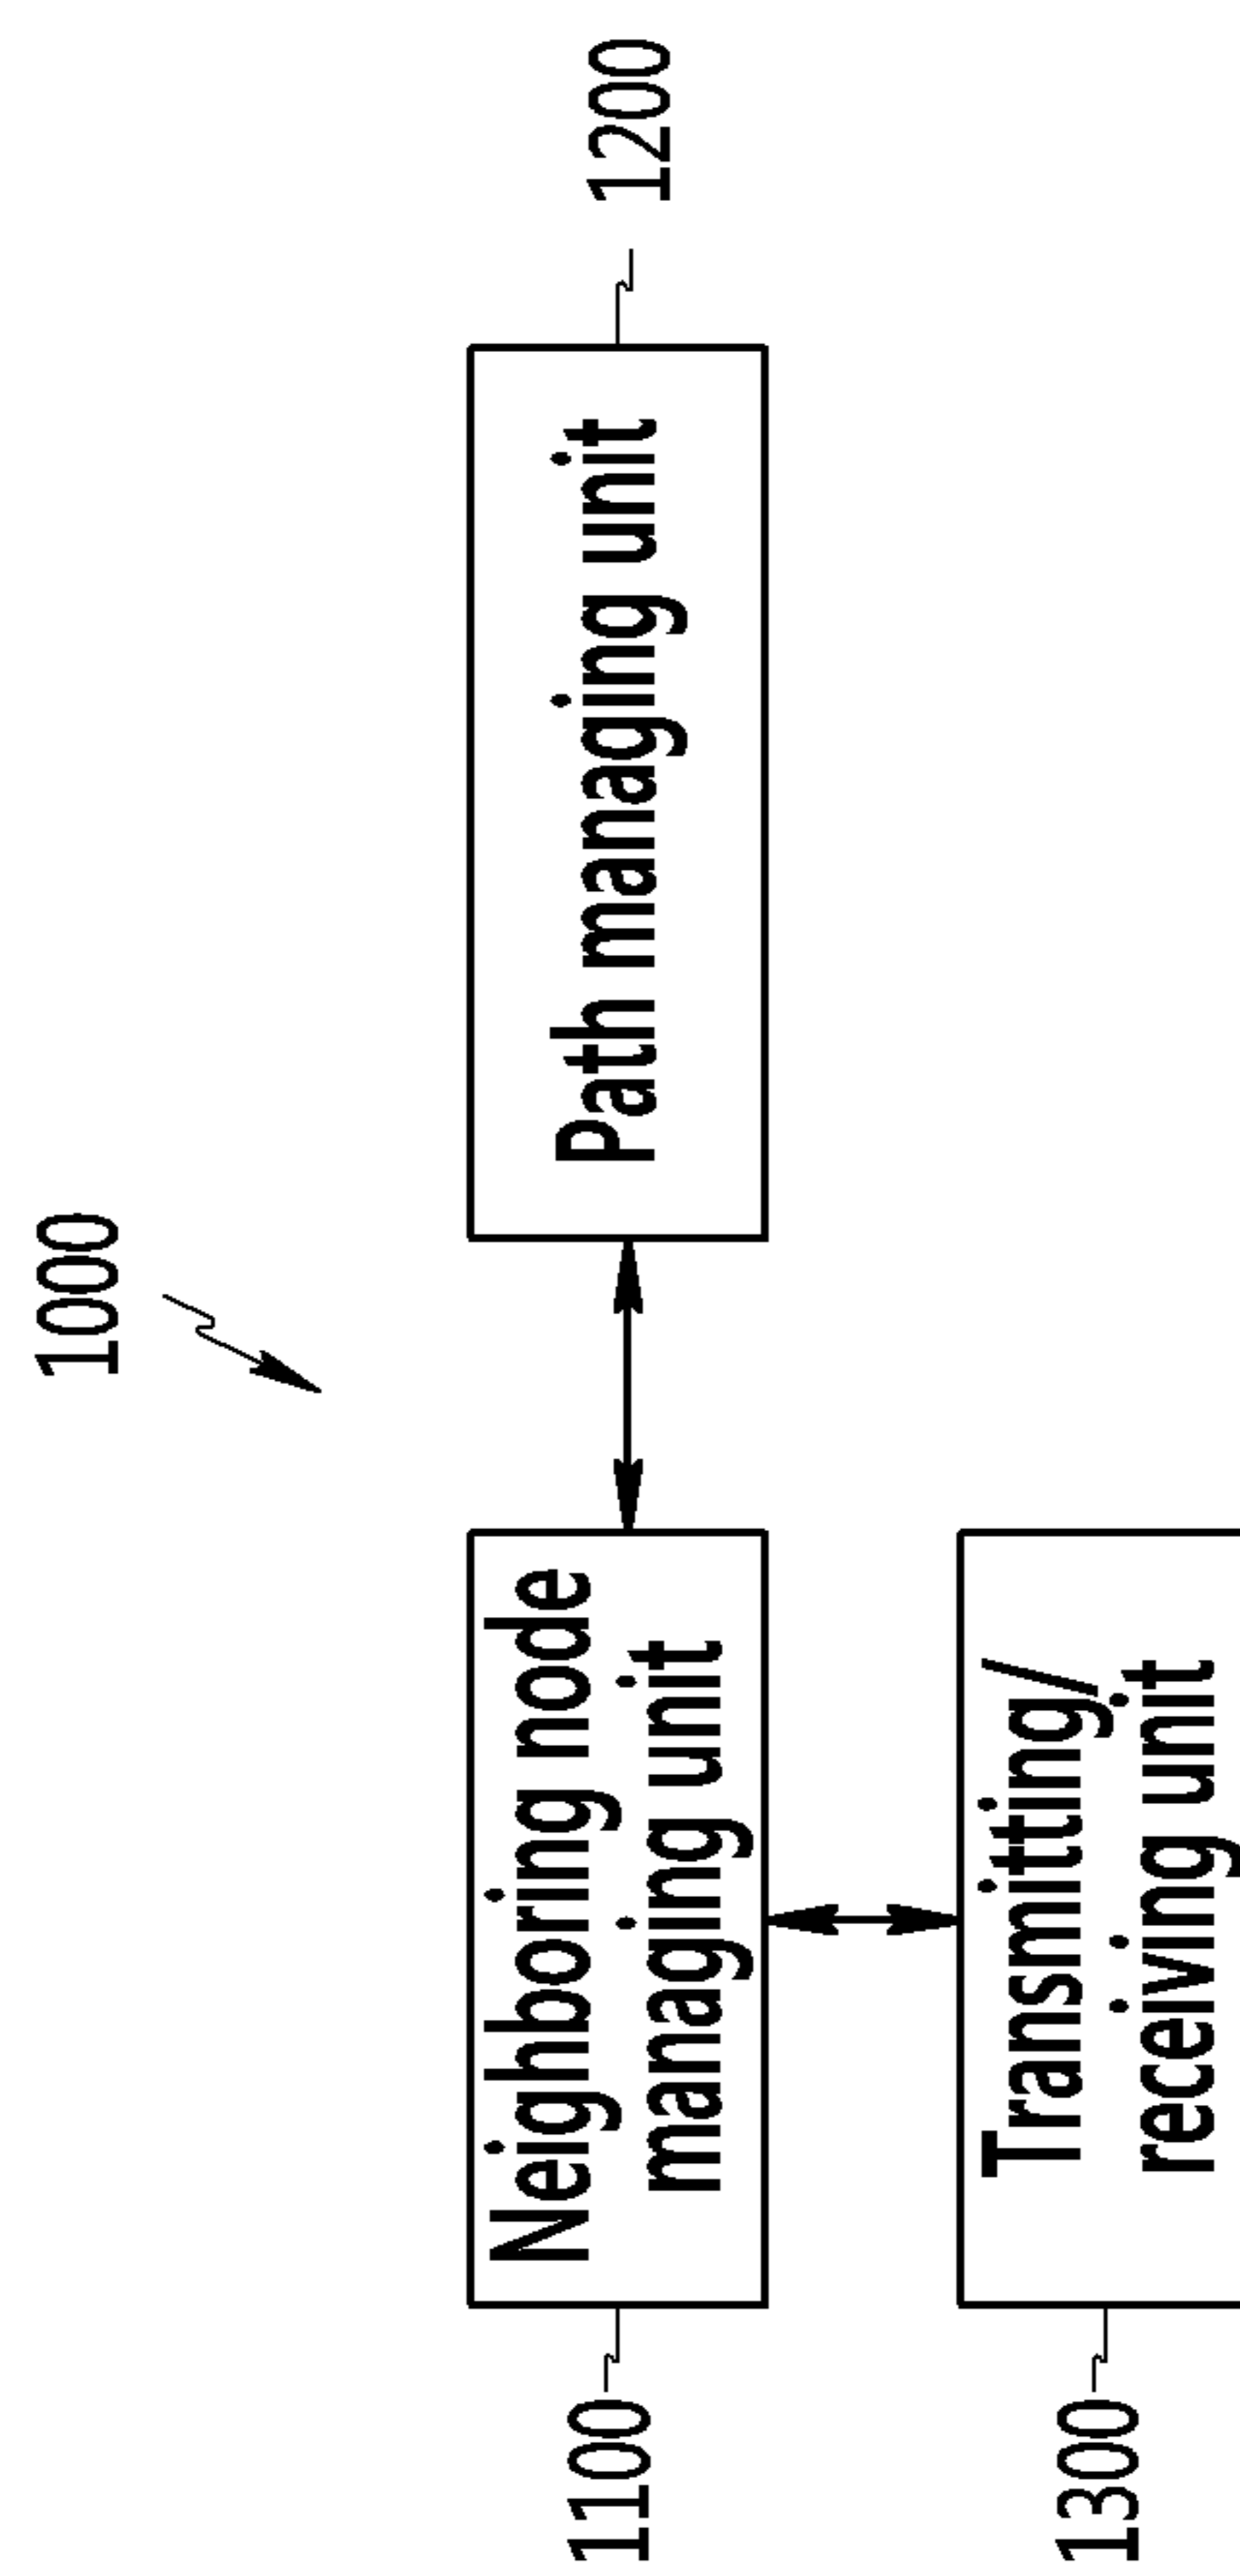 1000
1100
Neighboring node
managing unit
Path managing unit
1200
1300
Transmitting/
receiving unit